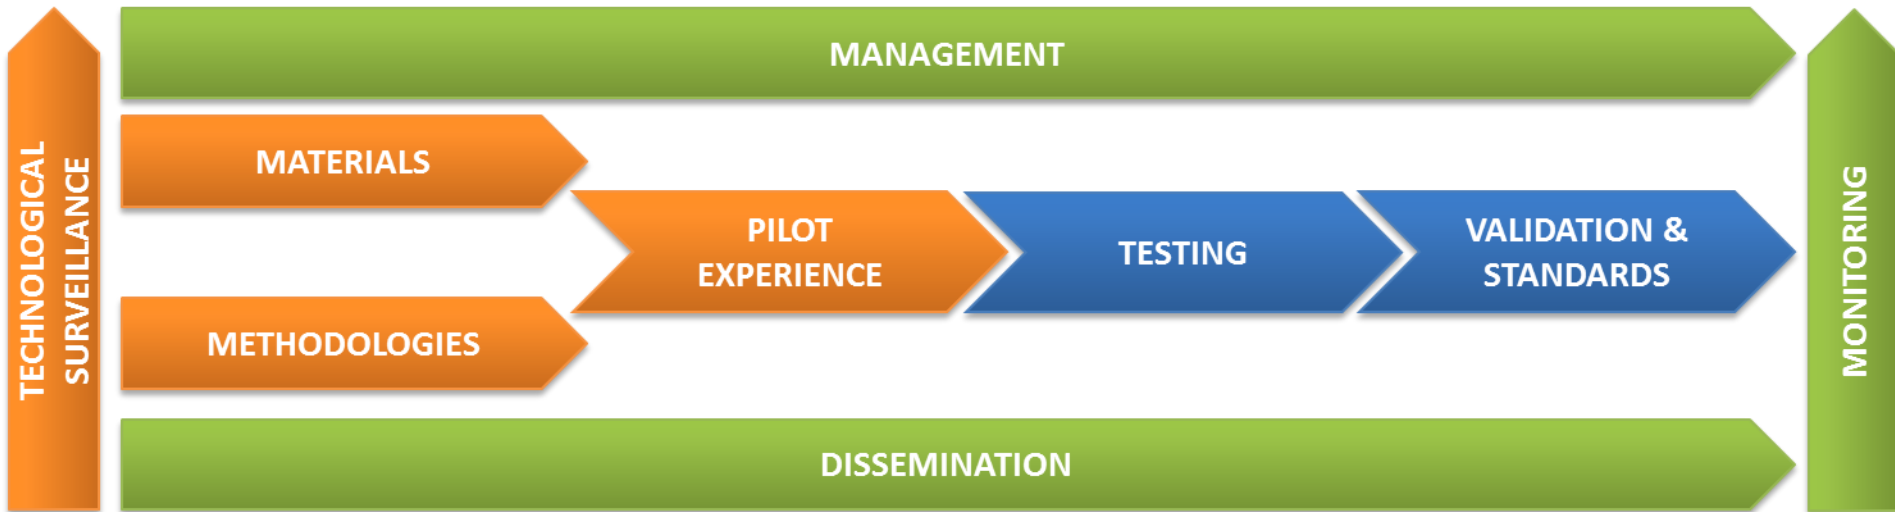 TECHNOLOGICAL
SURVEILLANCE
MANAGEMENT
MATERIALS
METHODOLOGIES
PILOT
EXPERIENCE
TESTING
VALIDATION &
STANDARDS
DISSEMINATION
MONITORING